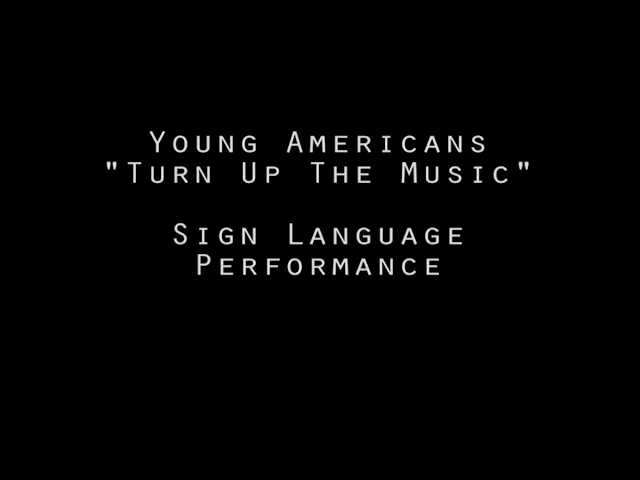 Young Americans
"Turn Up The Music"
Sign Language
Performance